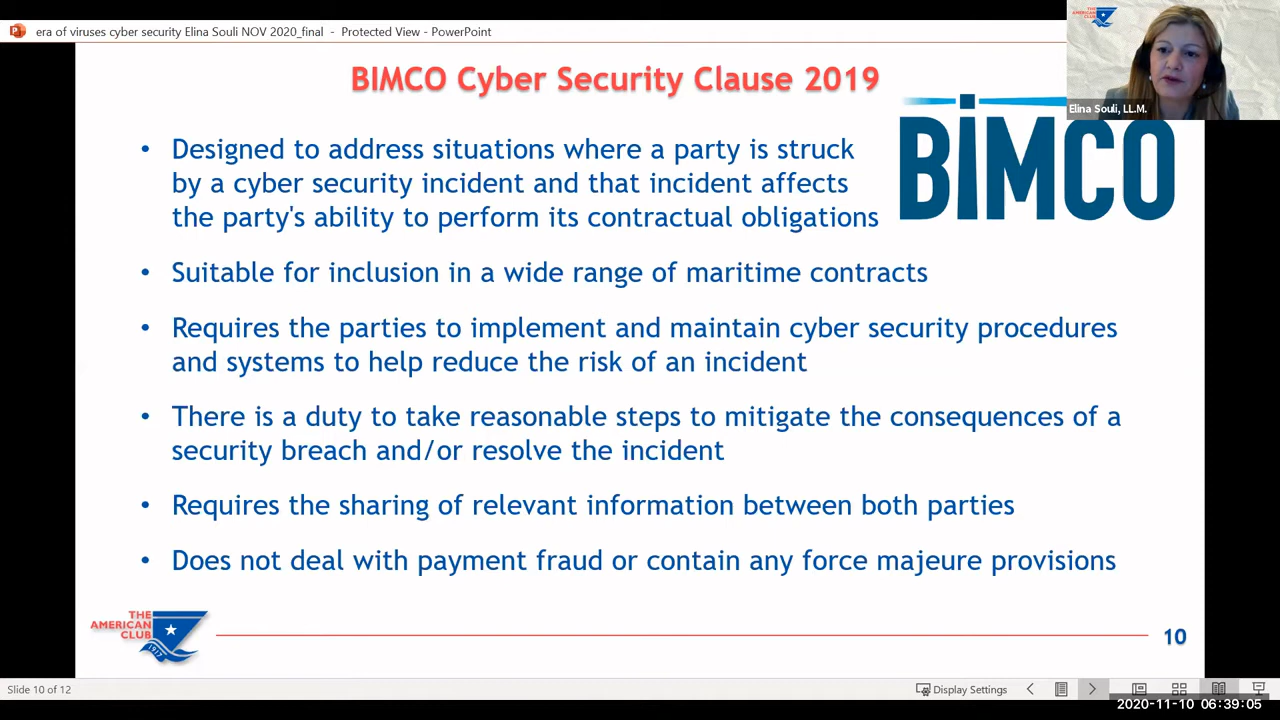 era of viruses cyber security Elina Souli NOV 2020_final - Protected View - PowerPoint
BIMCO Cyber Security Clause 2019
Elina Souli, LL.M.
BIMCO
• Designed to address situations where a party is struck
by a cyber security incident and that incident affects
the party's ability to perform its contractual obligations
• Suitable for inclusion in a wide range of maritime contracts
• Requires the parties to implement and maintain cyber security procedures
and systems to help reduce the risk of an incident
• There is a duty to take reasonable steps to mitigate the consequences of a
security breach and/or resolve the incident
• Requires the sharing of relevant information between both parties
• Does not deal with payment fraud or contain any force majeure provisions
THE
AMERICAN
CLUB
1917
10
Slide 10 of 12
Display Settings
2020-11-10 06:39:05